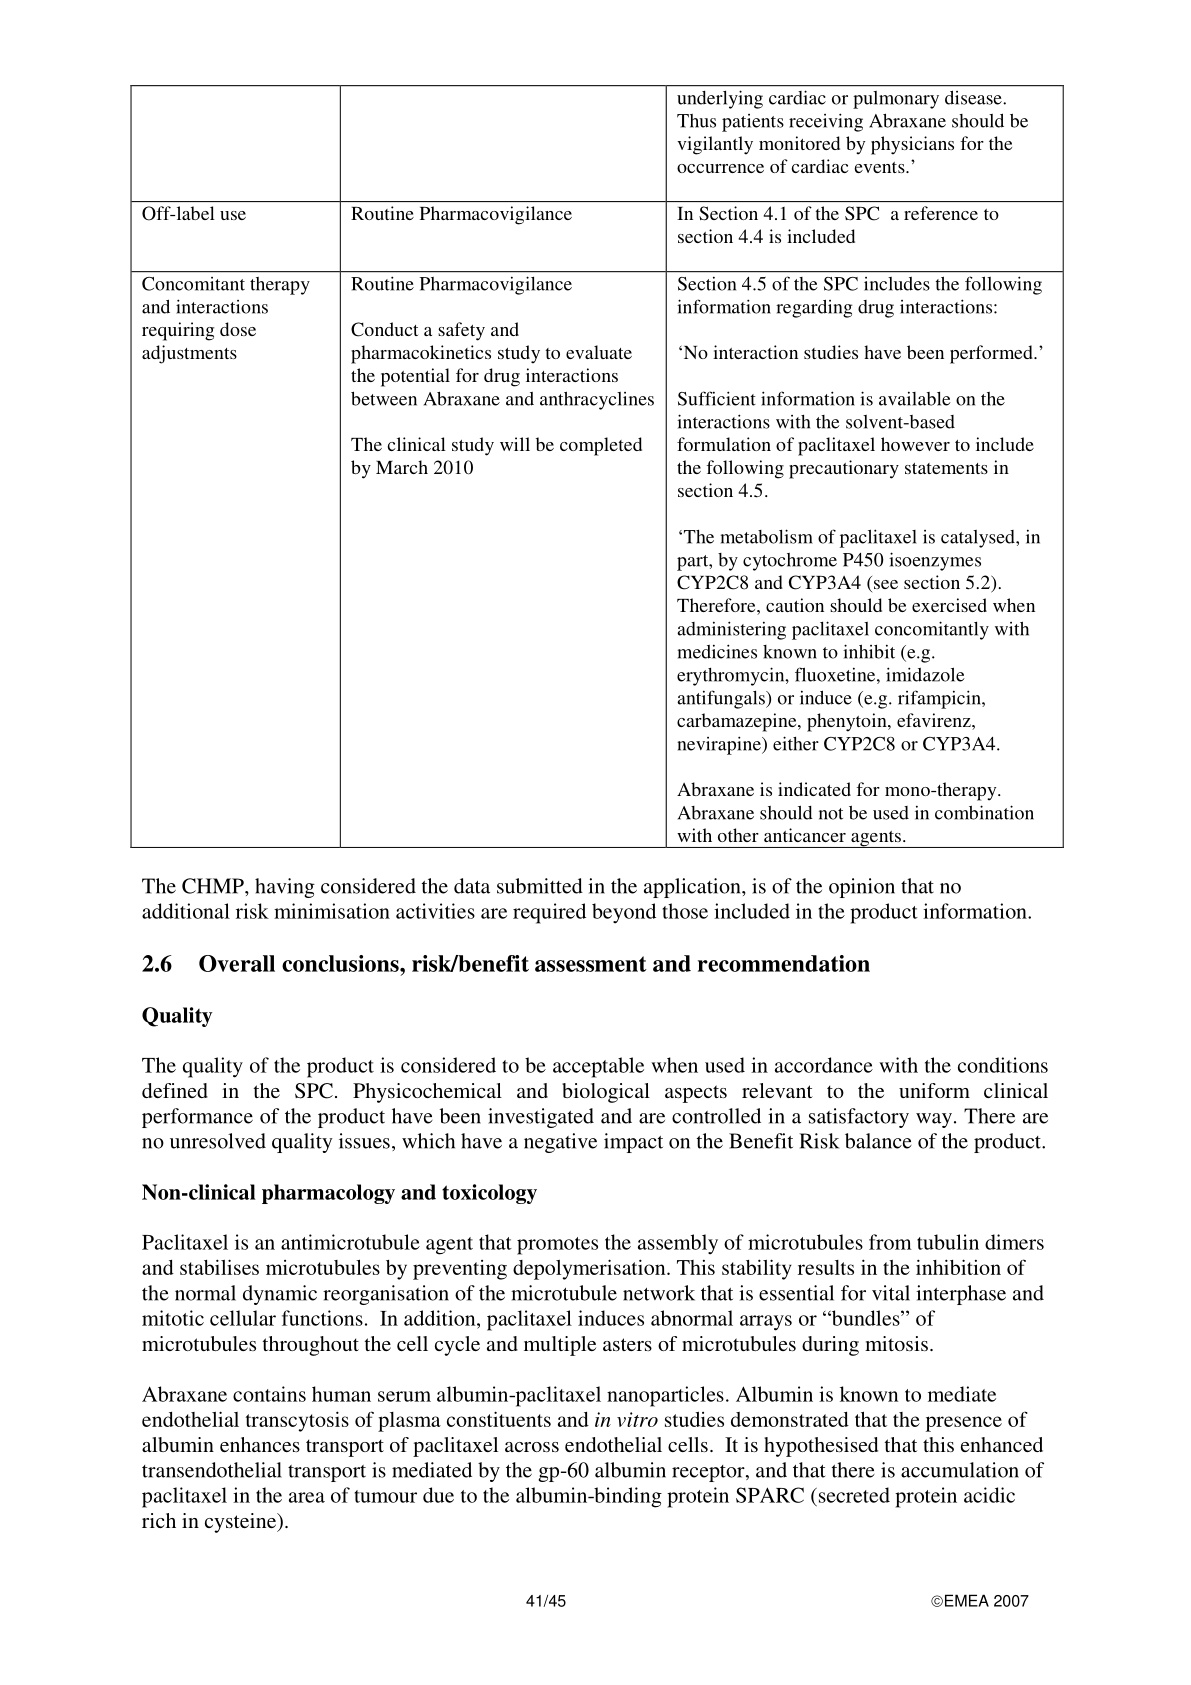 underlying cardiac or pulmonary disease.
Thus patients receiving Abraxane should be
vigilantly monitored by physicians for the
occurrence of cardiac events.’
Off-label use
Routine Pharmacovigilance
In Section 4.1 of the SPC  a reference to
section 4.4 is included
Concomitant therapy
and interactions
requiring dose
adjustments
Routine Pharmacovigilance
Conduct a safety and
pharmacokinetics study to evaluate
the potential for drug interactions
between Abraxane and anthracyclines
The clinical study will be completed
by March 2010
Section 4.5 of the SPC includes the following
information regarding drug interactions:
‘No interaction studies have been performed.’
Sufficient information is available on the
interactions with the solvent-based
formulation of paclitaxel however to include
the following precautionary statements in
section 4.5.
‘The metabolism of paclitaxel is catalysed, in
part, by cytochrome P450 isoenzymes
CYP2C8 and CYP3A4 (see section 5.2).
Therefore, caution should be exercised when
administering paclitaxel concomitantly with
medicines known to inhibit (e.g.
erythromycin, fluoxetine, imidazole
antifungals) or induce (e.g. rifampicin,
carbamazepine, phenytoin, efavirenz,
nevirapine) either CYP2C8 or CYP3A4.
Abraxane is indicated for mono-therapy.
Abraxane should not be used in combination
with other anticancer agents.
The CHMP, having considered the data submitted in the application, is of the opinion that no
additional risk minimisation activities are required beyond those included in the product information.
2.6 Overall conclusions, risk/benefit assessment and recommendation
Quality
The quality of the product is considered to be acceptable when used in accordance with the conditions
defined in the SPC. Physicochemical and biological aspects relevant to the uniform clinical
performance of the product have been investigated and are controlled in a satisfactory way. There are
no unresolved quality issues, which have a negative impact on the Benefit Risk balance of the product.
Non-clinical pharmacology and toxicology
Paclitaxel is an antimicrotubule agent that promotes the assembly of microtubules from tubulin dimers
and stabilises microtubules by preventing depolymerisation. This stability results in the inhibition of
the normal dynamic reorganisation of the microtubule network that is essential for vital interphase and
mitotic cellular functions.  In addition, paclitaxel induces abnormal arrays or “bundles” of
microtubules throughout the cell cycle and multiple asters of microtubules during mitosis.
Abraxane contains human serum albumin-paclitaxel nanoparticles. Albumin is known to mediate
endothelial transcytosis of plasma constituents and in vitro studies demonstrated that the presence of
albumin enhances transport of paclitaxel across endothelial cells.  It is hypothesised that this enhanced
transendothelial transport is mediated by the gp-60 albumin receptor, and that there is accumulation of
paclitaxel in the area of tumour due to the albumin-binding protein SPARC (secreted protein acidic
rich in cysteine).
41/45
©EMEA 2007